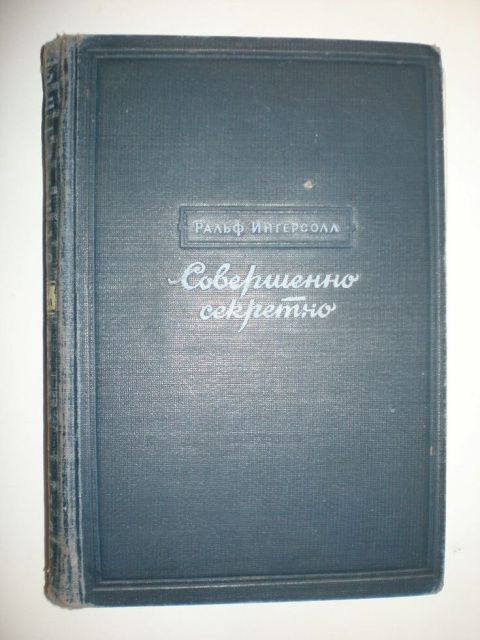 Ральф Ингерсолл
Совершенно
секретно